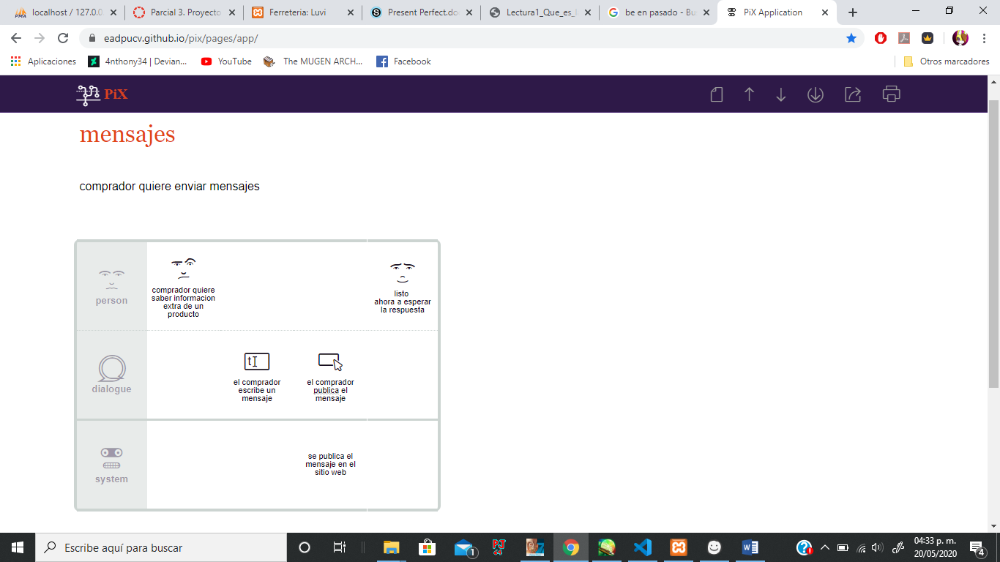 localhost / 127.0.0
Parcial 3. Proyecto
Ferreteria: Luvi
Present Perfect.do
Lectura1_Que_es_l
be en pasado - Bu
PiX Application
eadpucv.github.io/pix/pages/app/
Aplicaciones
4nthony34 | Devian...
YouTube
The MUGEN ARCH...
Facebook
Otros marcadores
PiX
mensajes
comprador quiere enviar mensajes
person
comprador quiere
saber informacion
extra de un
producto
listo
ahora a esperar
la respuesta
dialogue
t
el comprador
escribe un
mensaje
el comprador
publica el
mensaje
system
se publica el
mensaje en el
sitio web
Escribe aquí para buscar
1
04:33 p. m.
20/05/2020
4